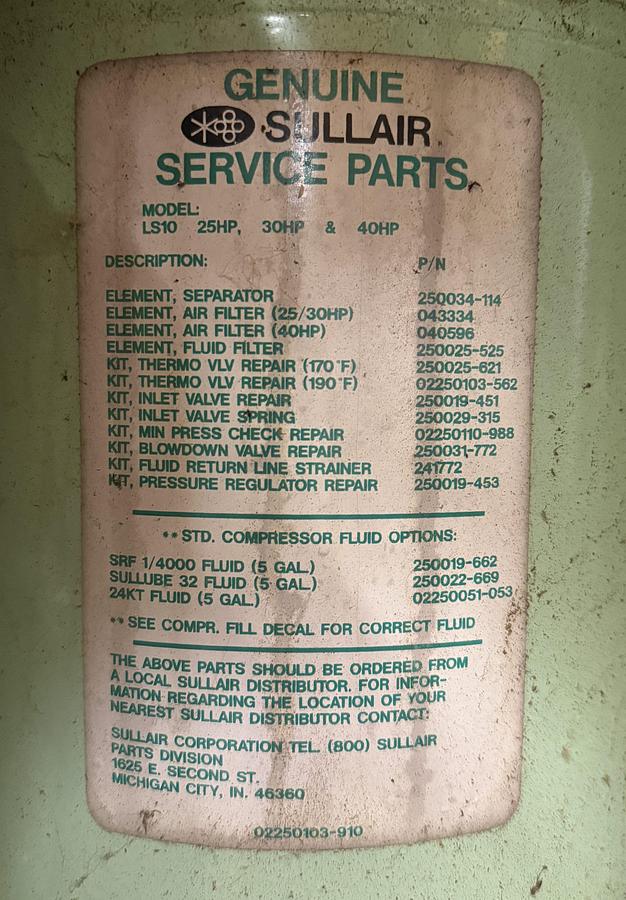 GENUINE
SULLAIR
SERVICE PARTS
MODEL:
LS10 25HP, 30HP & 40HP
DESCRIPTION: P/N
ELEMENT, SEPARATOR 250034-114
ELEMENT, AIR FILTER (25/30HP) 043334
ELEMENT, AIR FILTER (40HP) 040596
ELEMENT, FLUID FILTER 250025-525
KIT, THERMO VLV REPAIR (170°F) 250025-621
KIT, THERMO VLV REPAIR (190°F) 02250103-562
KIT, INLET VALVE REPAIR 250019-451
KIT, INLET VALVE SPRING 250029-315
KIT, MIN PRESS CHECK REPAIR 02250110-988
KIT, BLOWDOWN VALVE REPAIR 250031-772
KIT, FLUID RETURN LINE STRAINER 241772
KIT, PRESSURE REGULATOR REPAIR 250019-453
**STD. COMPRESSOR FLUID OPTIONS:
SRF 1/4000 FLUID (5 GAL.) 250019-662
SULLUBE 32 FLUID (5 GAL.) 250022-669
24KT FLUID (5 GAL.) 02250051-053
**SEE COMPR. FILL DECAL FOR CORRECT FLUID
THE ABOVE PARTS SHOULD BE ORDERED FROM
A LOCAL SULLAIR DISTRIBUTOR. FOR INFOR-
MATION REGARDING THE LOCATION OF YOUR
NEAREST SULLAIR DISTRIBUTOR CONTACT:
SULLAIR CORPORATION TEL. (800) SULLAIR
PARTS DIVISION
1625 E. SECOND ST.
MICHIGAN CITY, IN. 46360
02250103-910